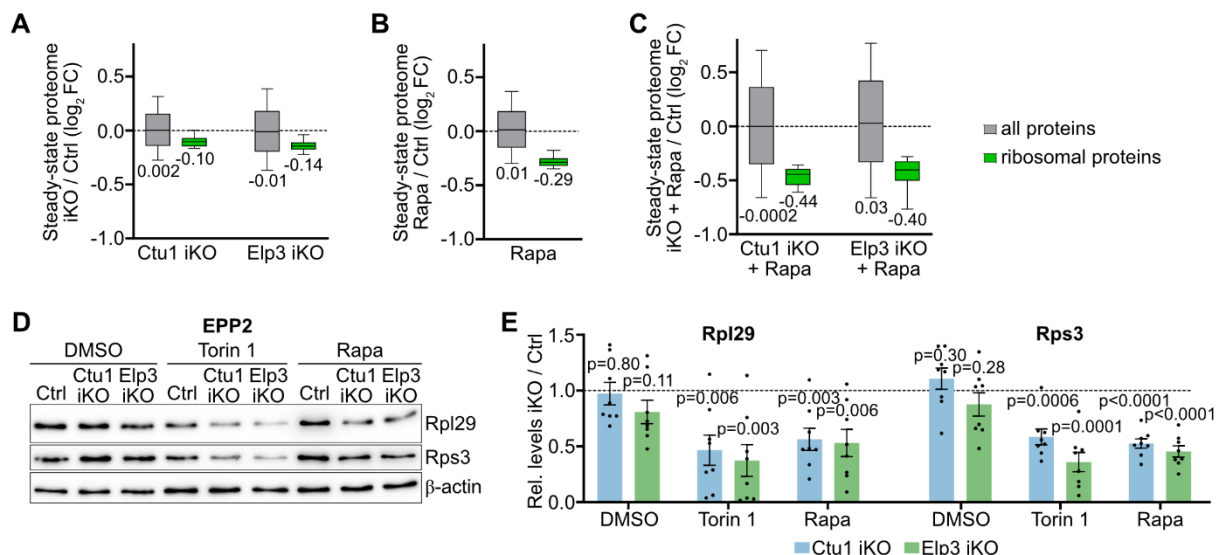 A
Steady-state proteome
iKO / Ctrl (log2 FC)
0.5
0.0
-0.5
-1.0
0.002
-0.10
-0.01
-0.14
Ctu1 iKO
Elp3 iKO
B
Steady-state proteome
Rapa / Ctrl (log2 FC)
0.5
0.0
-0.5
-1.0
0.01
-0.29
Rapa
C
Steady-state proteome
iKO + Rapa / Ctrl (log2 FC)
0.5
0.0
-0.5
-1.0
-0.0002
-0.44
0.03
-0.40
Ctu1 iKO
+ Rapa
Elp3 iKO
+ Rapa
all proteins
ribosomal proteins
D
EPP2
DMSO
Torin 1
Rapa
Ctrl
Ctu1
iKO
Elp3
iKO
Ctrl
Ctu1
iKO
Elp3
iKO
Ctrl
Ctu1
iKO
Elp3
iKO
Rpl29
Rps3
β-actin
E
Rel. levels iKO / Ctrl
1.5
1.0
0.5
0.0
Rpl29
p=0.80
p=0.11
p=0.006
p=0.003
p=0.003
p=0.006
DMSO
Torin 1
Rapa
Rps3
p=0.30
p=0.28
p=0.0006
p=0.0001
p<0.0001
p<0.0001
DMSO
Torin 1
Rapa
Ctu1 iKO
Elp3 iKO